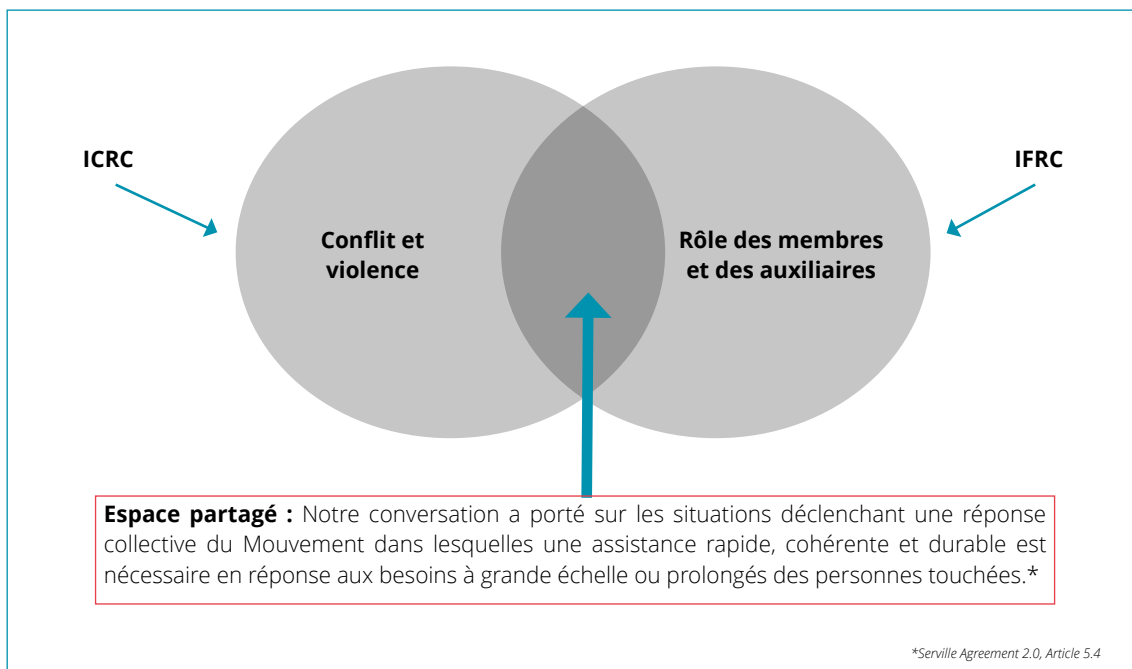 ICRC
IFRC
Conflit et
violence
Rôle des membres
et des auxiliaires
Espace partagé : Notre conversation a porté sur les situations déclenchant une réponse
collective du Mouvement dans lesquelles une assistance rapide, cohérente et durable est
nécessaire en réponse aux besoins à grande échelle ou prolongés des personnes touchées.*
*Serville Agreement 2.0, Article 5.4